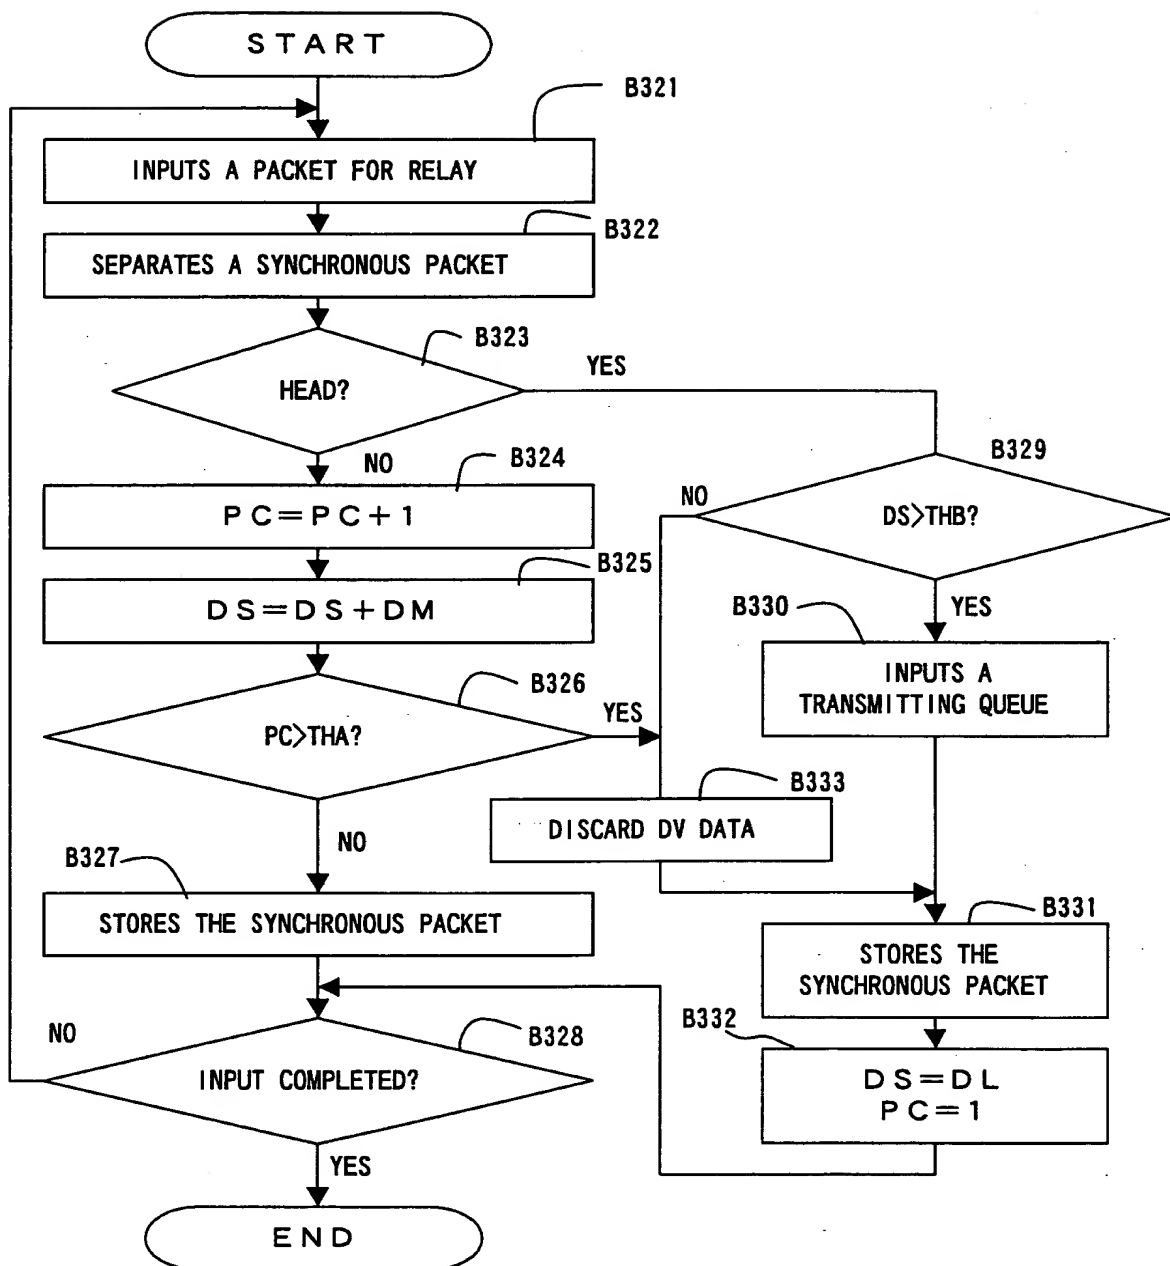 START
B321
INPUTS A PACKET FOR RELAY
B322
SEPARATES A SYNCHRONOUS PACKET
B323
HEAD?
YES
NO
B324
PC=PC+1
B329
NO
DS>THB?
B325
DS=DS+DM
B330
YES
INPUTS A
TRANSMITTING QUEUE
B326
PC>THA?
YES
B333
DISCARD DV DATA
NO
B327
STORES THE SYNCHRONOUS PACKET
B331
STORES THE
SYNCHRONOUS PACKET
NO
B328
INPUT COMPLETED?
B332
DS=DL
PC=1
YES
END